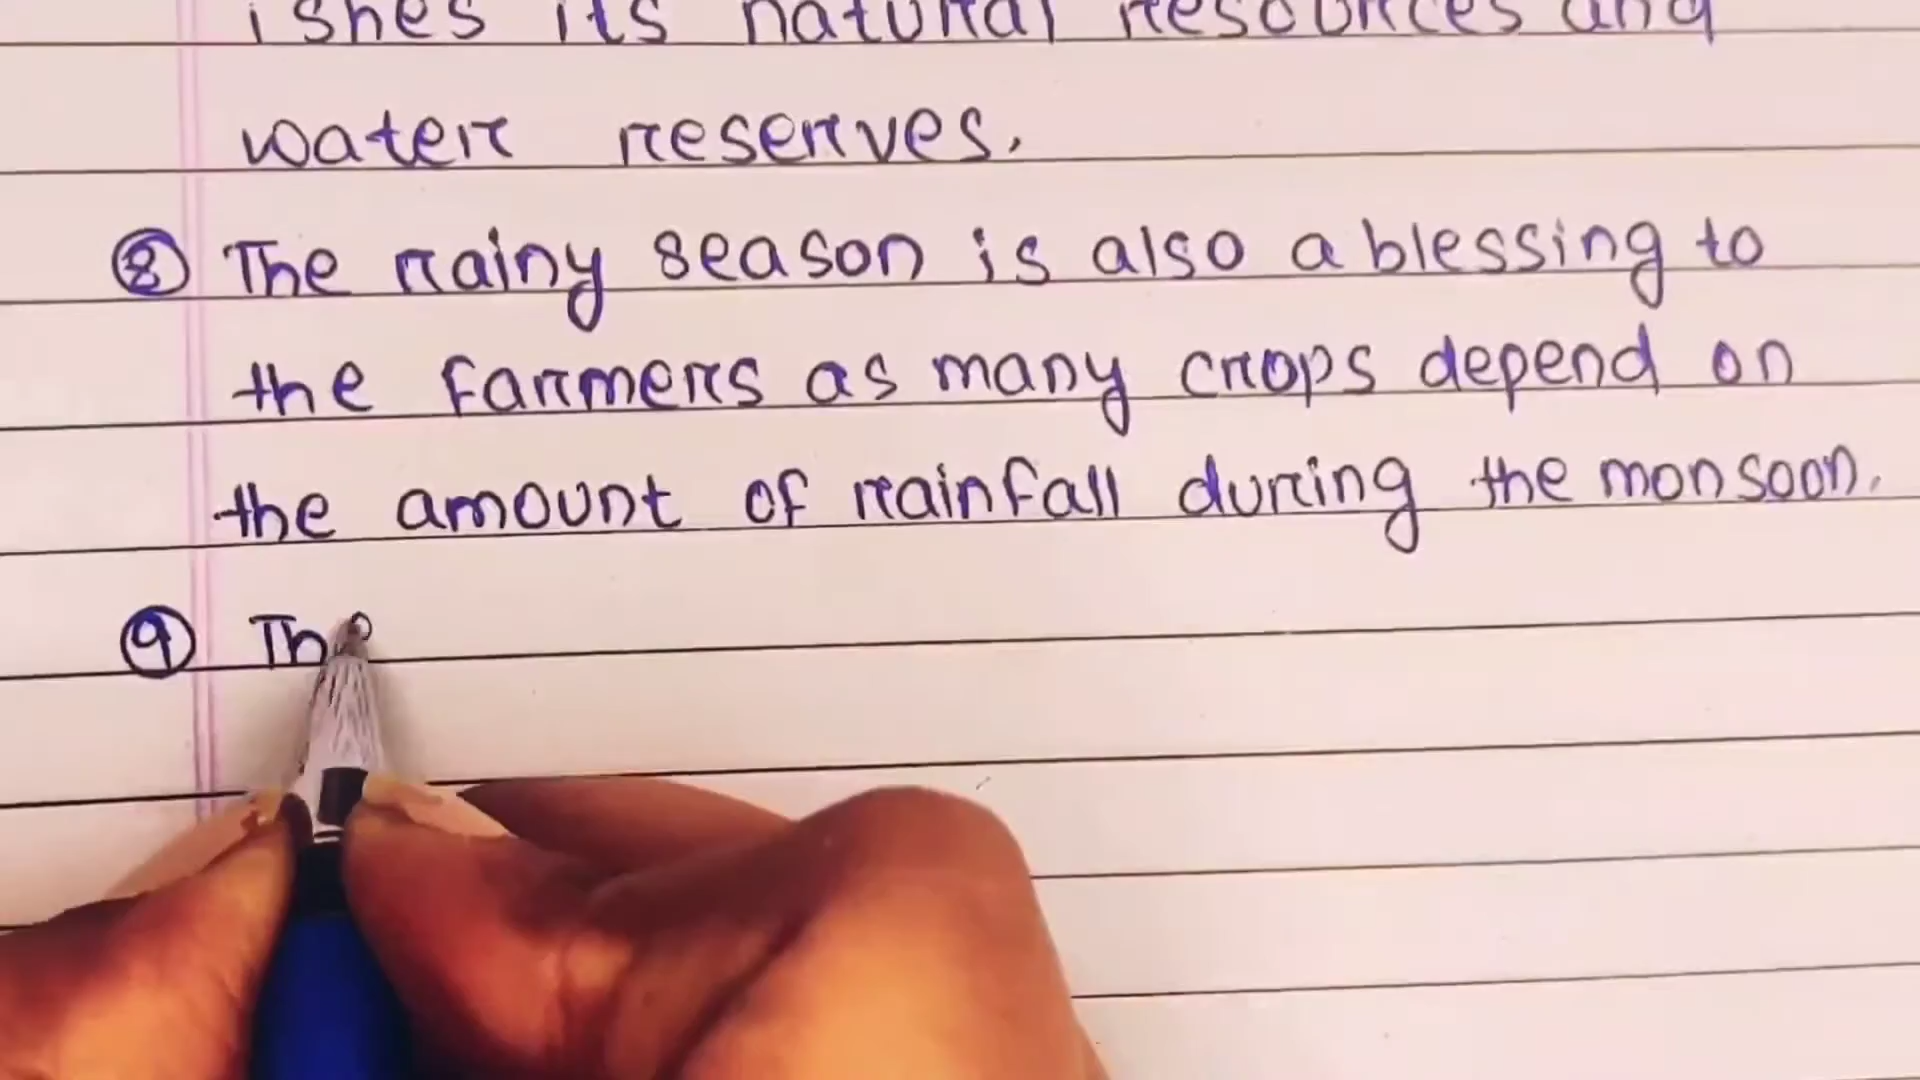 ishes its natural resources and
water reserves.
⑧ The rainy season is also a blessing to
the farmers as many crops depend on
the amount of rainfall during the monsoon.
⑨ The